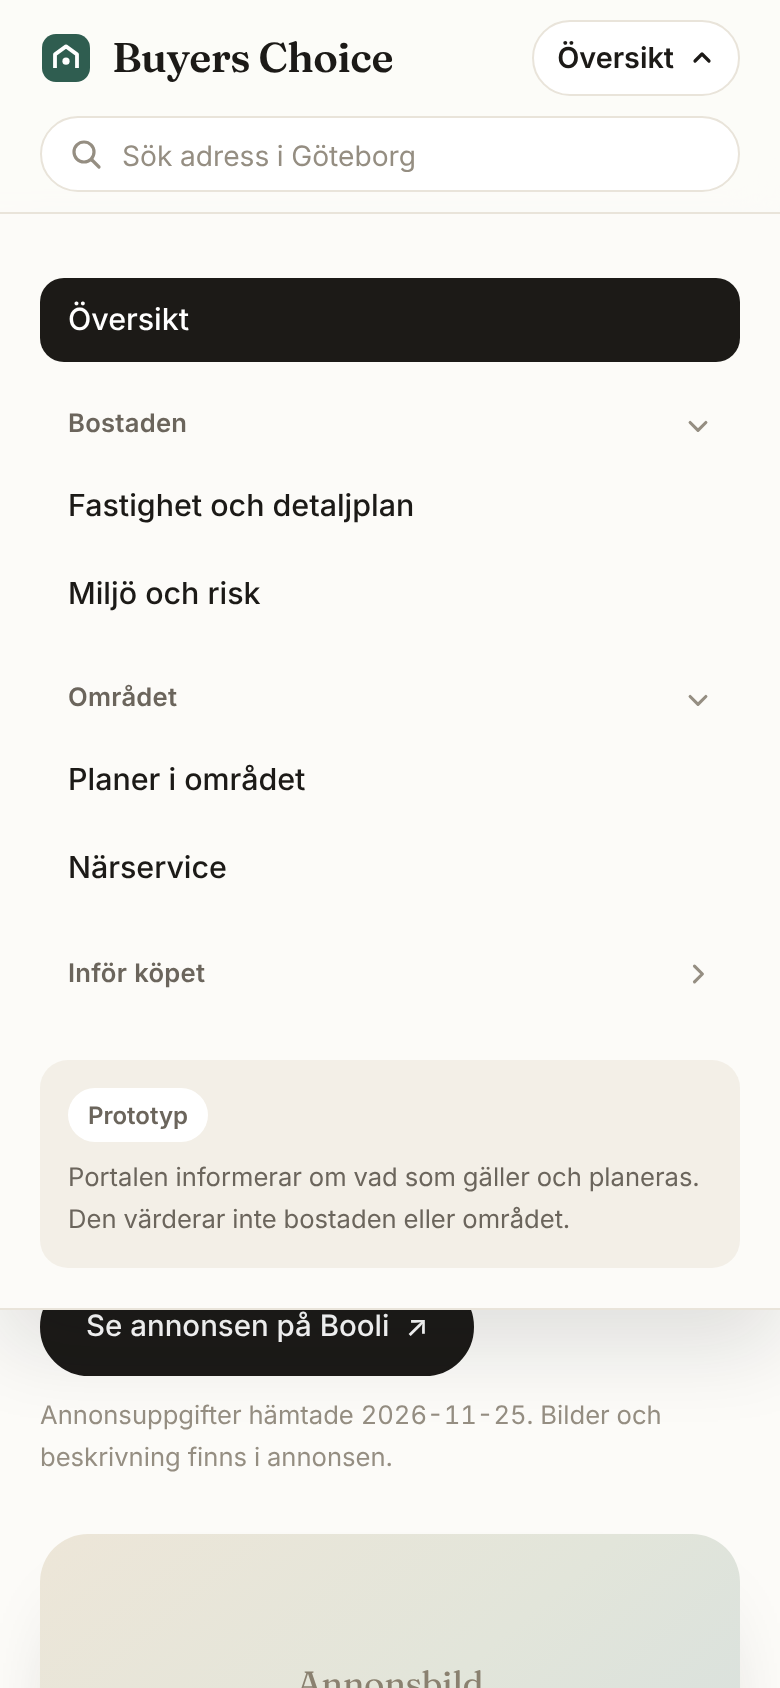 Buyers Choice
Översikt
Sök adress i Göteborg
Översikt
Bostaden
Fastighet och detaljplan
Miljö och risk
Området
Planer i området
Närservice
Inför köpet
Prototyp
Portalen informerar om vad som gäller och planeras.
Den värderar inte bostaden eller området.
Se annonsen på Booli
Annonsuppgifter hämtade 2026-11-25. Bilder och
beskrivning finns i annonsen.
Annonsbild